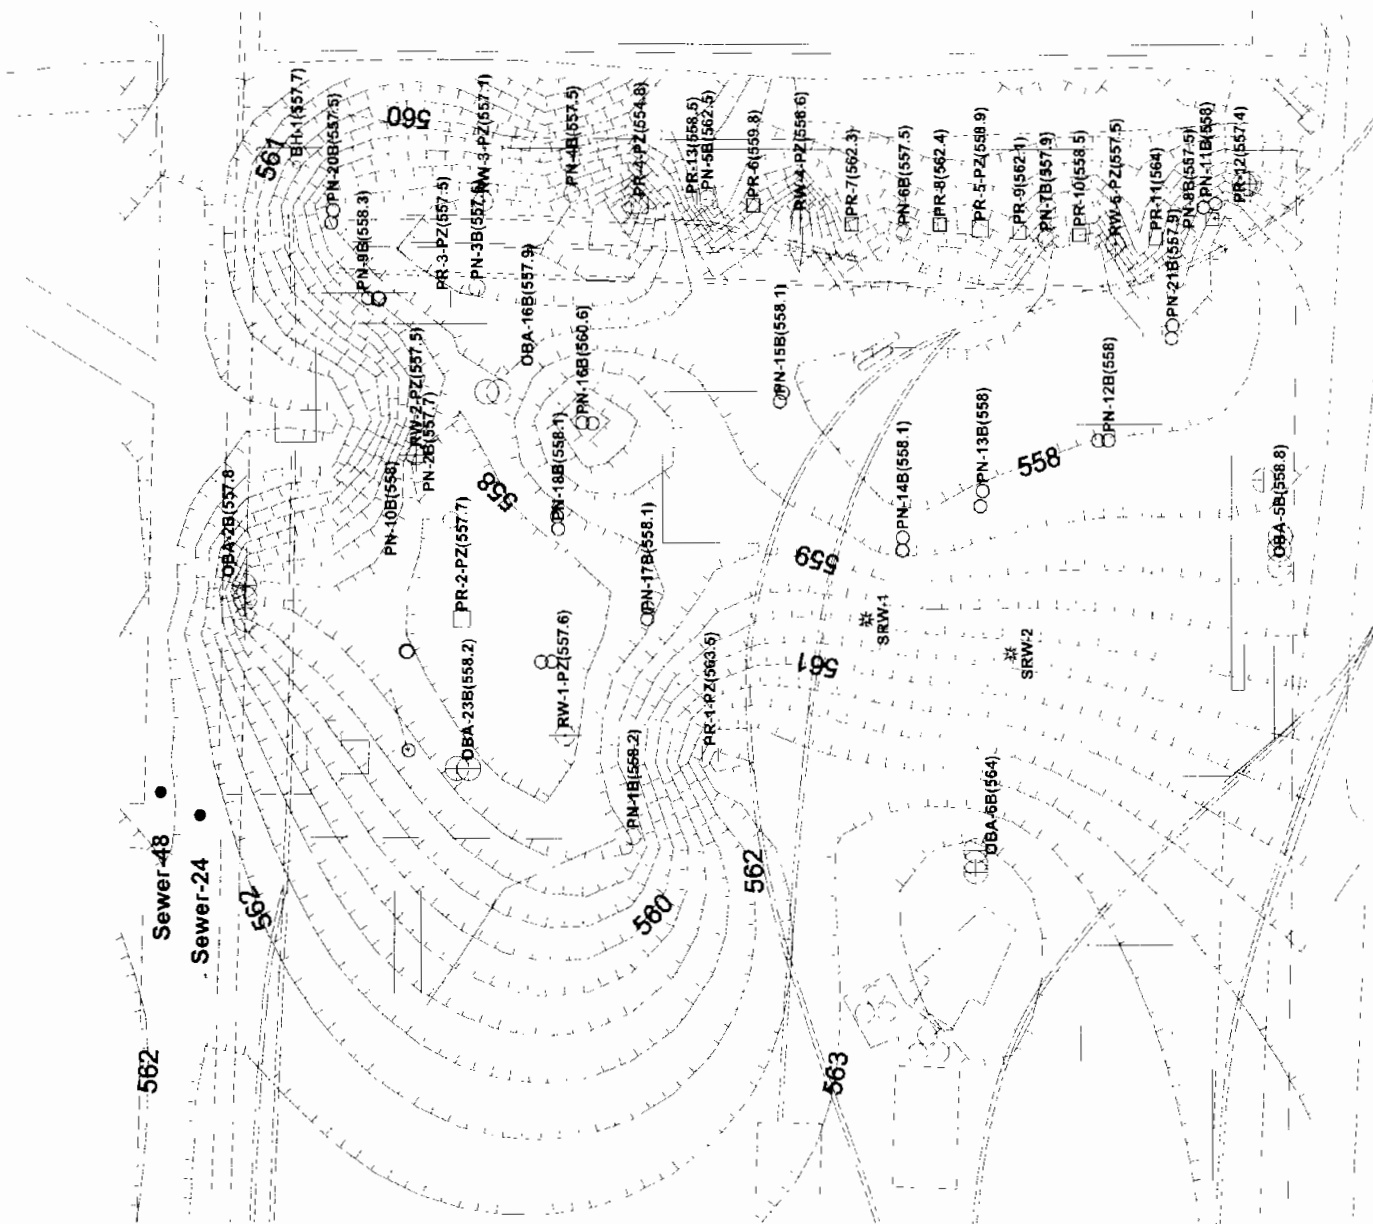 BH-1(557.7)
561
560
PN-20B(557.5)
PN-9B(558.3)
PR-3-PZ(557.5)
RW-3-PZ(557.1)
PN-4B(557.5)
PR-4-PZ(554.8)
PR-13(558.5)
PN-5B(562.5)
PR-6(559.8)
PR-7(562.3)
PN-6B(557.5)
PR-8(562.4)
PR-5-PZ(558.9)
PR-9(562.1)
PN-7B(557.9)
PR-10(558.5)
RW-5-PZ(557.5)
PR-11(564)
PN-8B(557.5)
PN-11B(558)
PR-12(557.4)
PN-21B(557.9)
OBA-16B(557.9)
PN-16B(560.6)
PN-15B(558.1)
RW-2-PZ(557.5)
PN-2B(557.7)
PN-10B(558)
OBA-2B(557.8
558
PN-18B(558.1)
PR-2-PZ(557.7)
PN-17B(558.1)
559
PN-14B(558.1)
PN-13B(558)
558
PN-12B(558)
OBA-5B(558.8)
OBA-23B(558.2)
RW-1-PZ(557.6)
PR-1-PZ(563.5)
561
SRW-1
SRW-2
PN-1B(558.2)
OBA-6B(564)
Sewer-48
Sewer-24
562
560
562
562
563